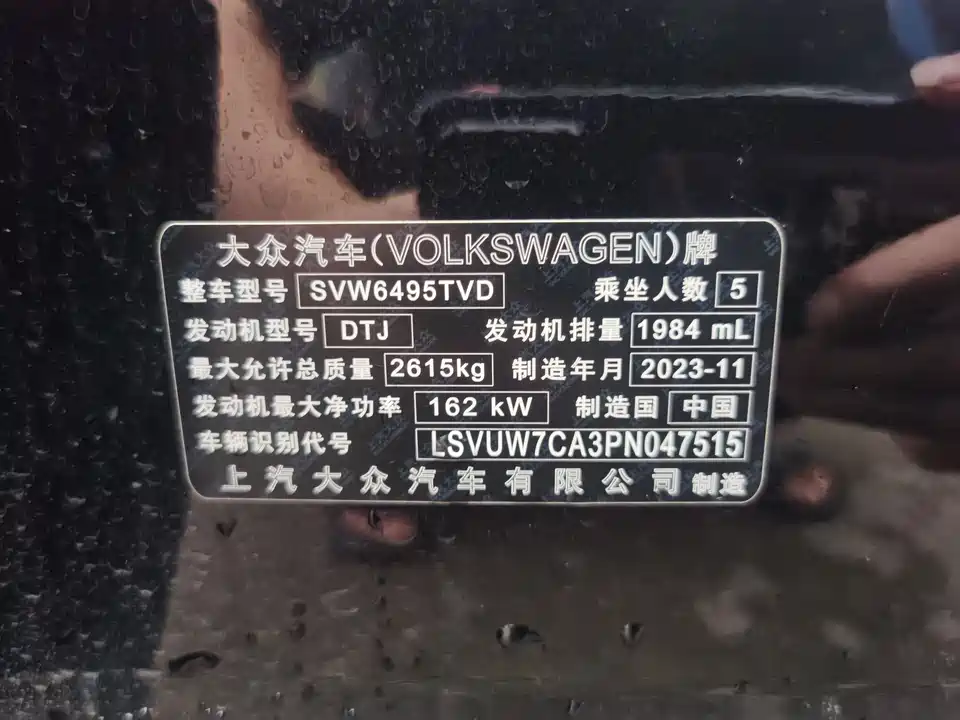 大众汽车(VOLKSWAGEN)牌
整车型号 SVW6495TVD 乘坐人数 5
发动机型号 DTJ 发动机排量 1984 mL
最大允许总质量 2615kg 制造年月 2023-11
发动机最大净功率 162 kW 制造国 中国
车辆识别代号 LSVUW7CA3PN047515
上汽大众汽车有限公司 制造